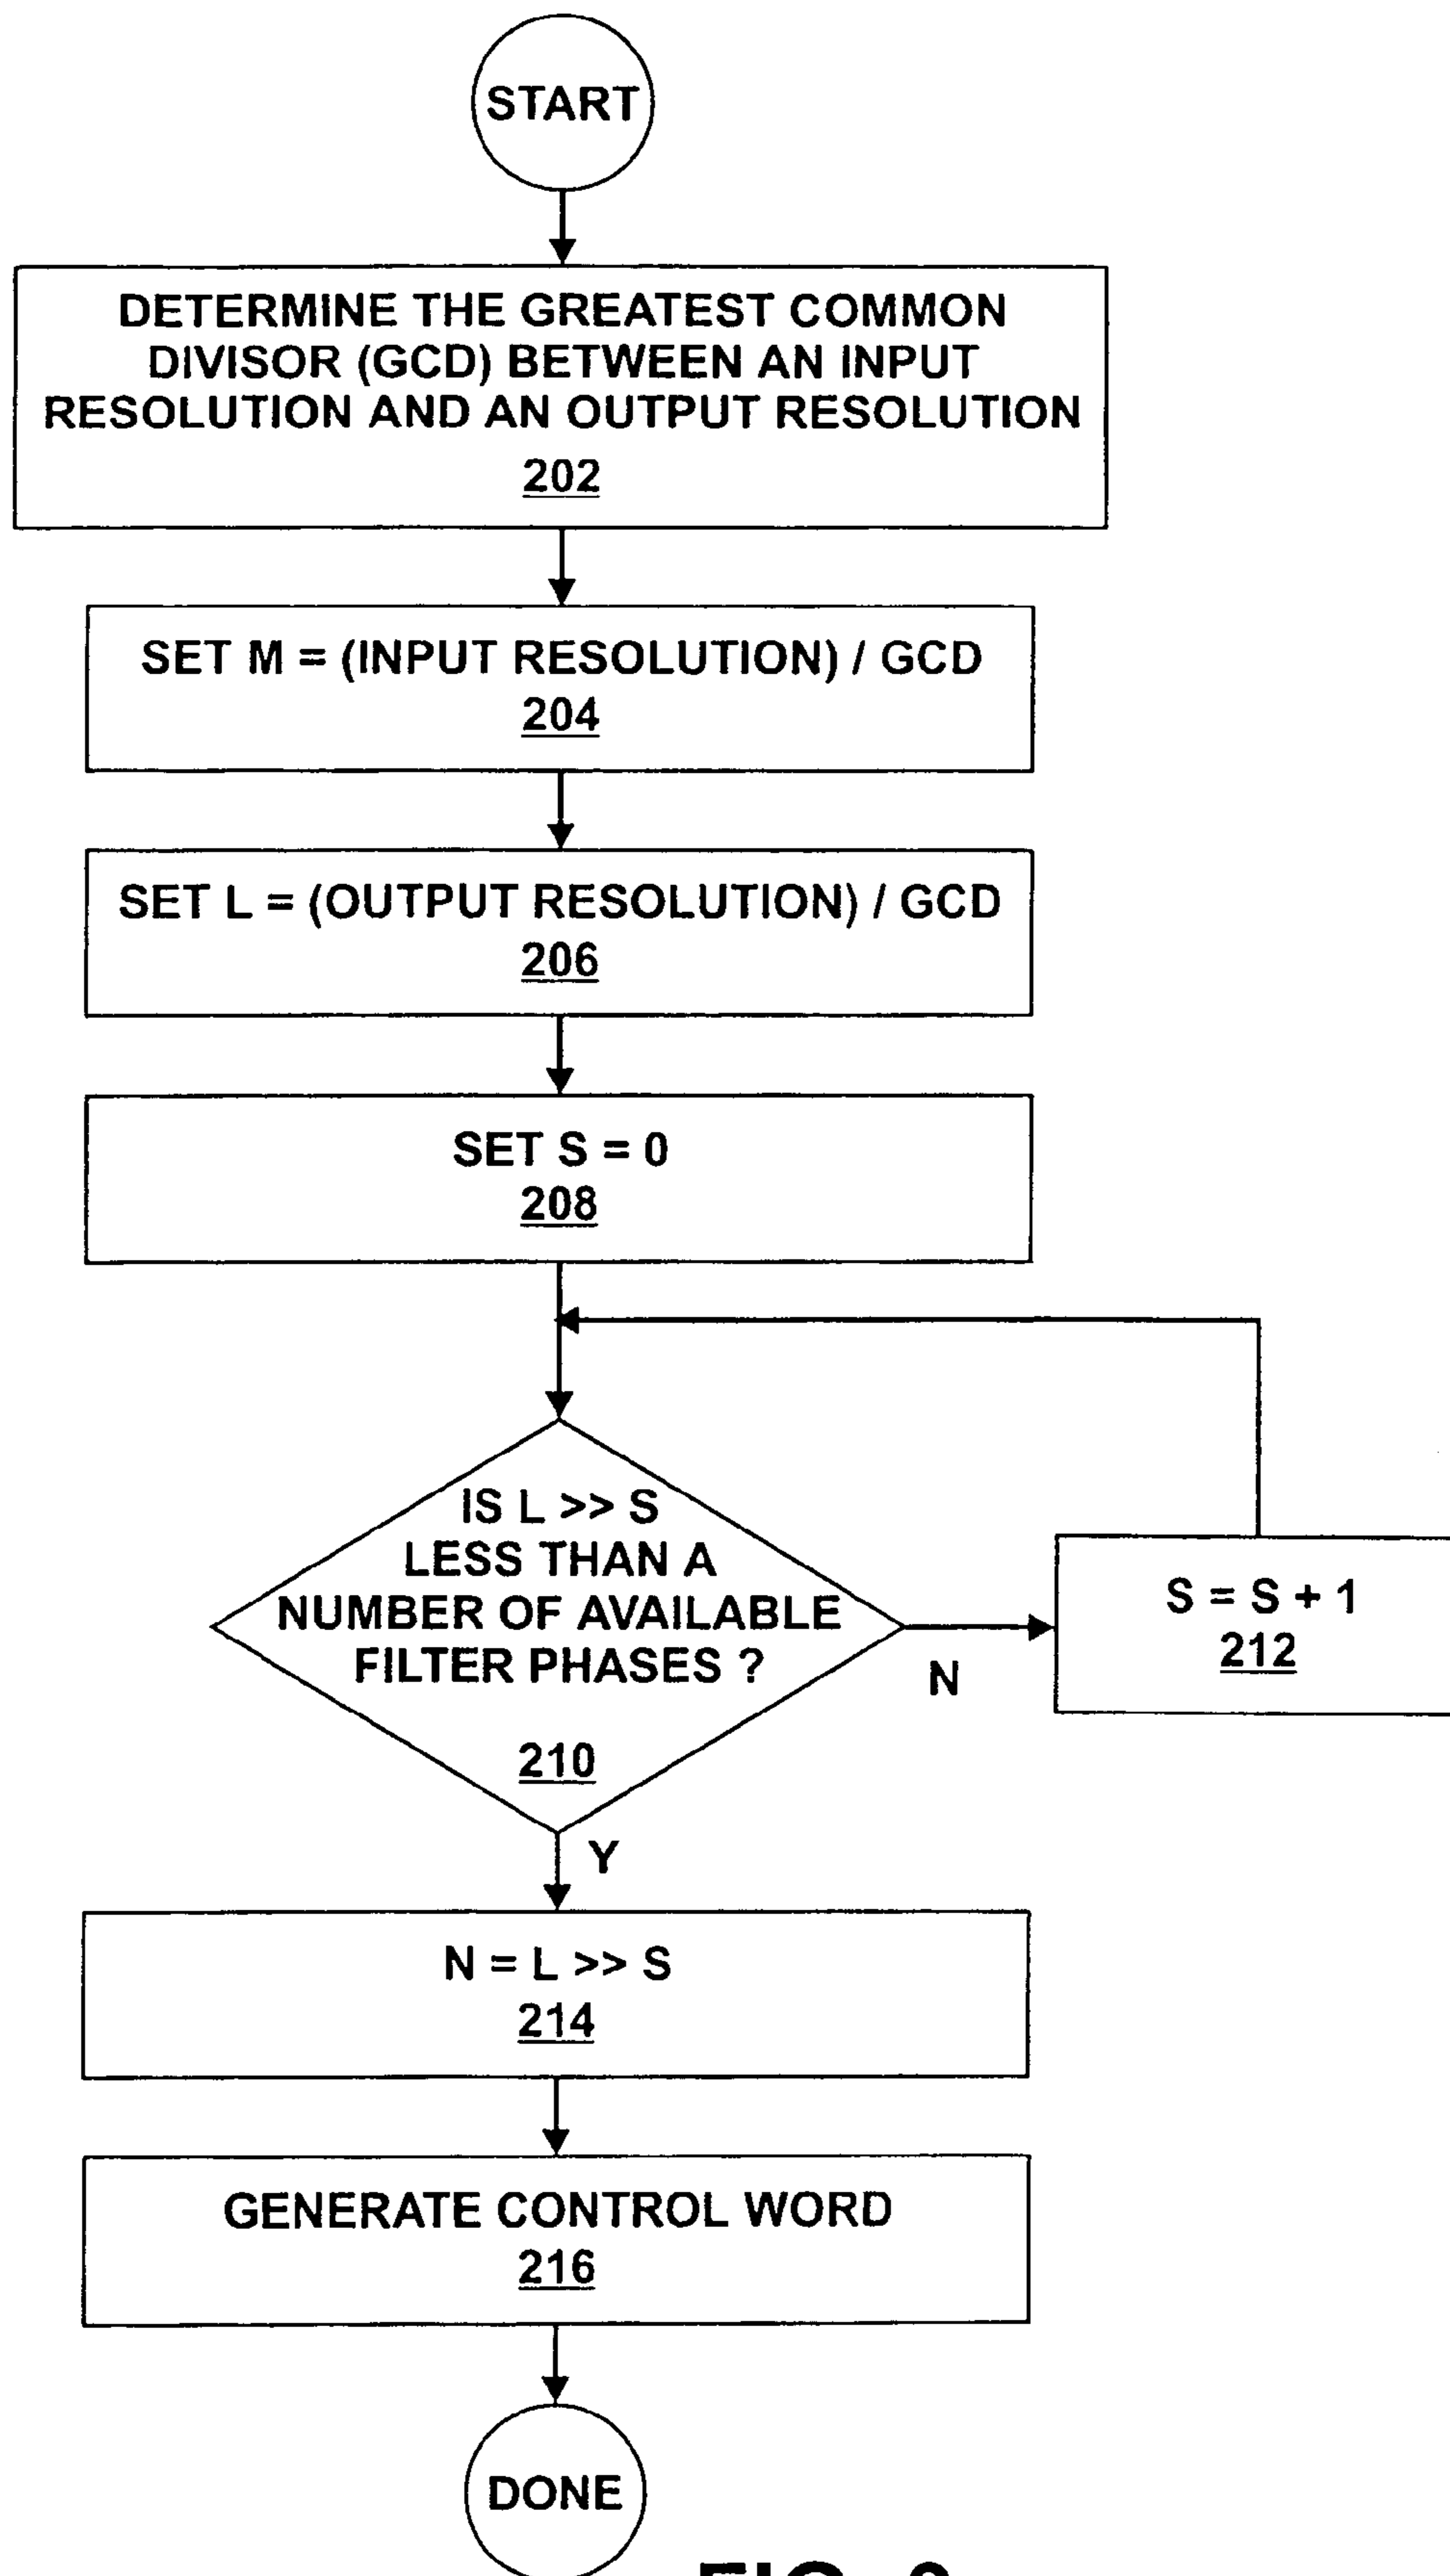 START
DETERMINE THE GREATEST COMMON
DIVISOR (GCD) BETWEEN AN INPUT
RESOLUTION AND AN OUTPUT RESOLUTION
202
SET M = (INPUT RESOLUTION) / GCD
204
SET L = (OUTPUT RESOLUTION) / GCD
206
SET S = 0
208
IS L >> S
LESS THAN A
NUMBER OF AVAILABLE
FILTER PHASES ?
210
N
S = S + 1
212
Y
N = L >> S
214
GENERATE CONTROL WORD
216
DONE
FIG.